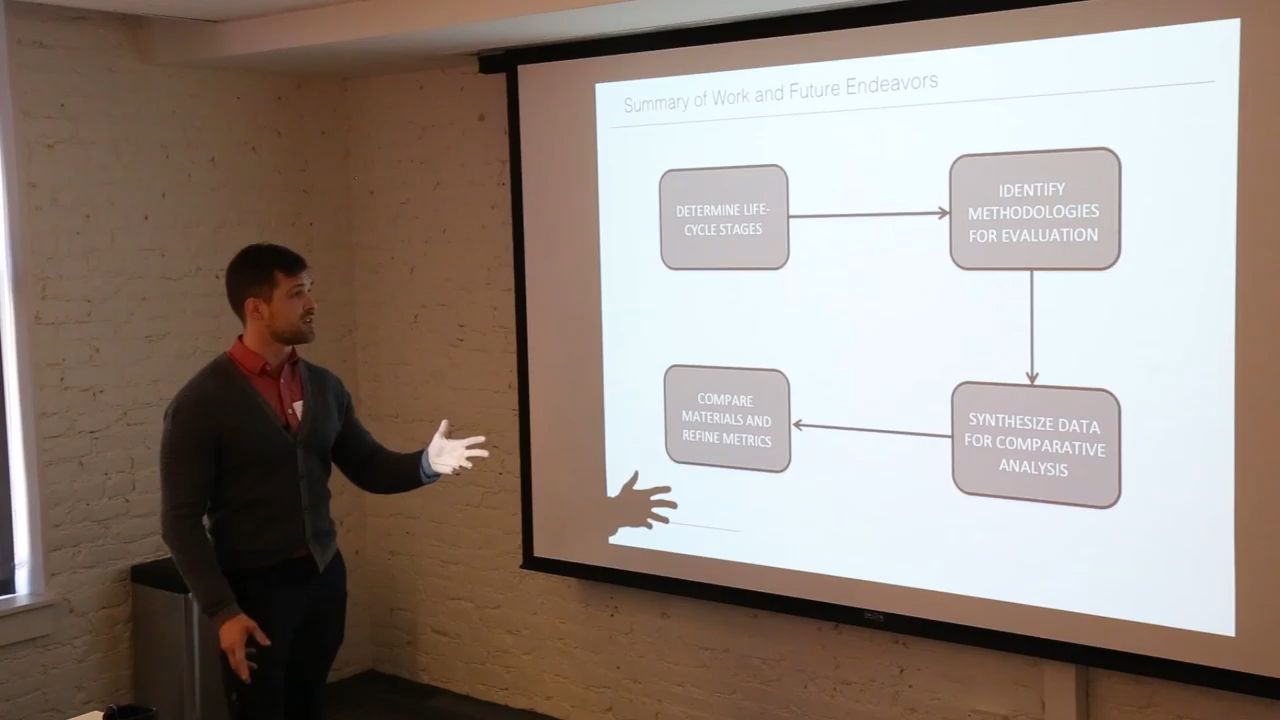 Summary of Work and Future Endeavors
DETERMINE LIFE-
CYCLE STAGES
IDENTIFY
METHODOLOGIES
FOR EVALUATION
SYNTHESIZE DATA
FOR COMPARATIVE
ANALYSIS
COMPARE
MATERIALS AND
REFINE METRICS